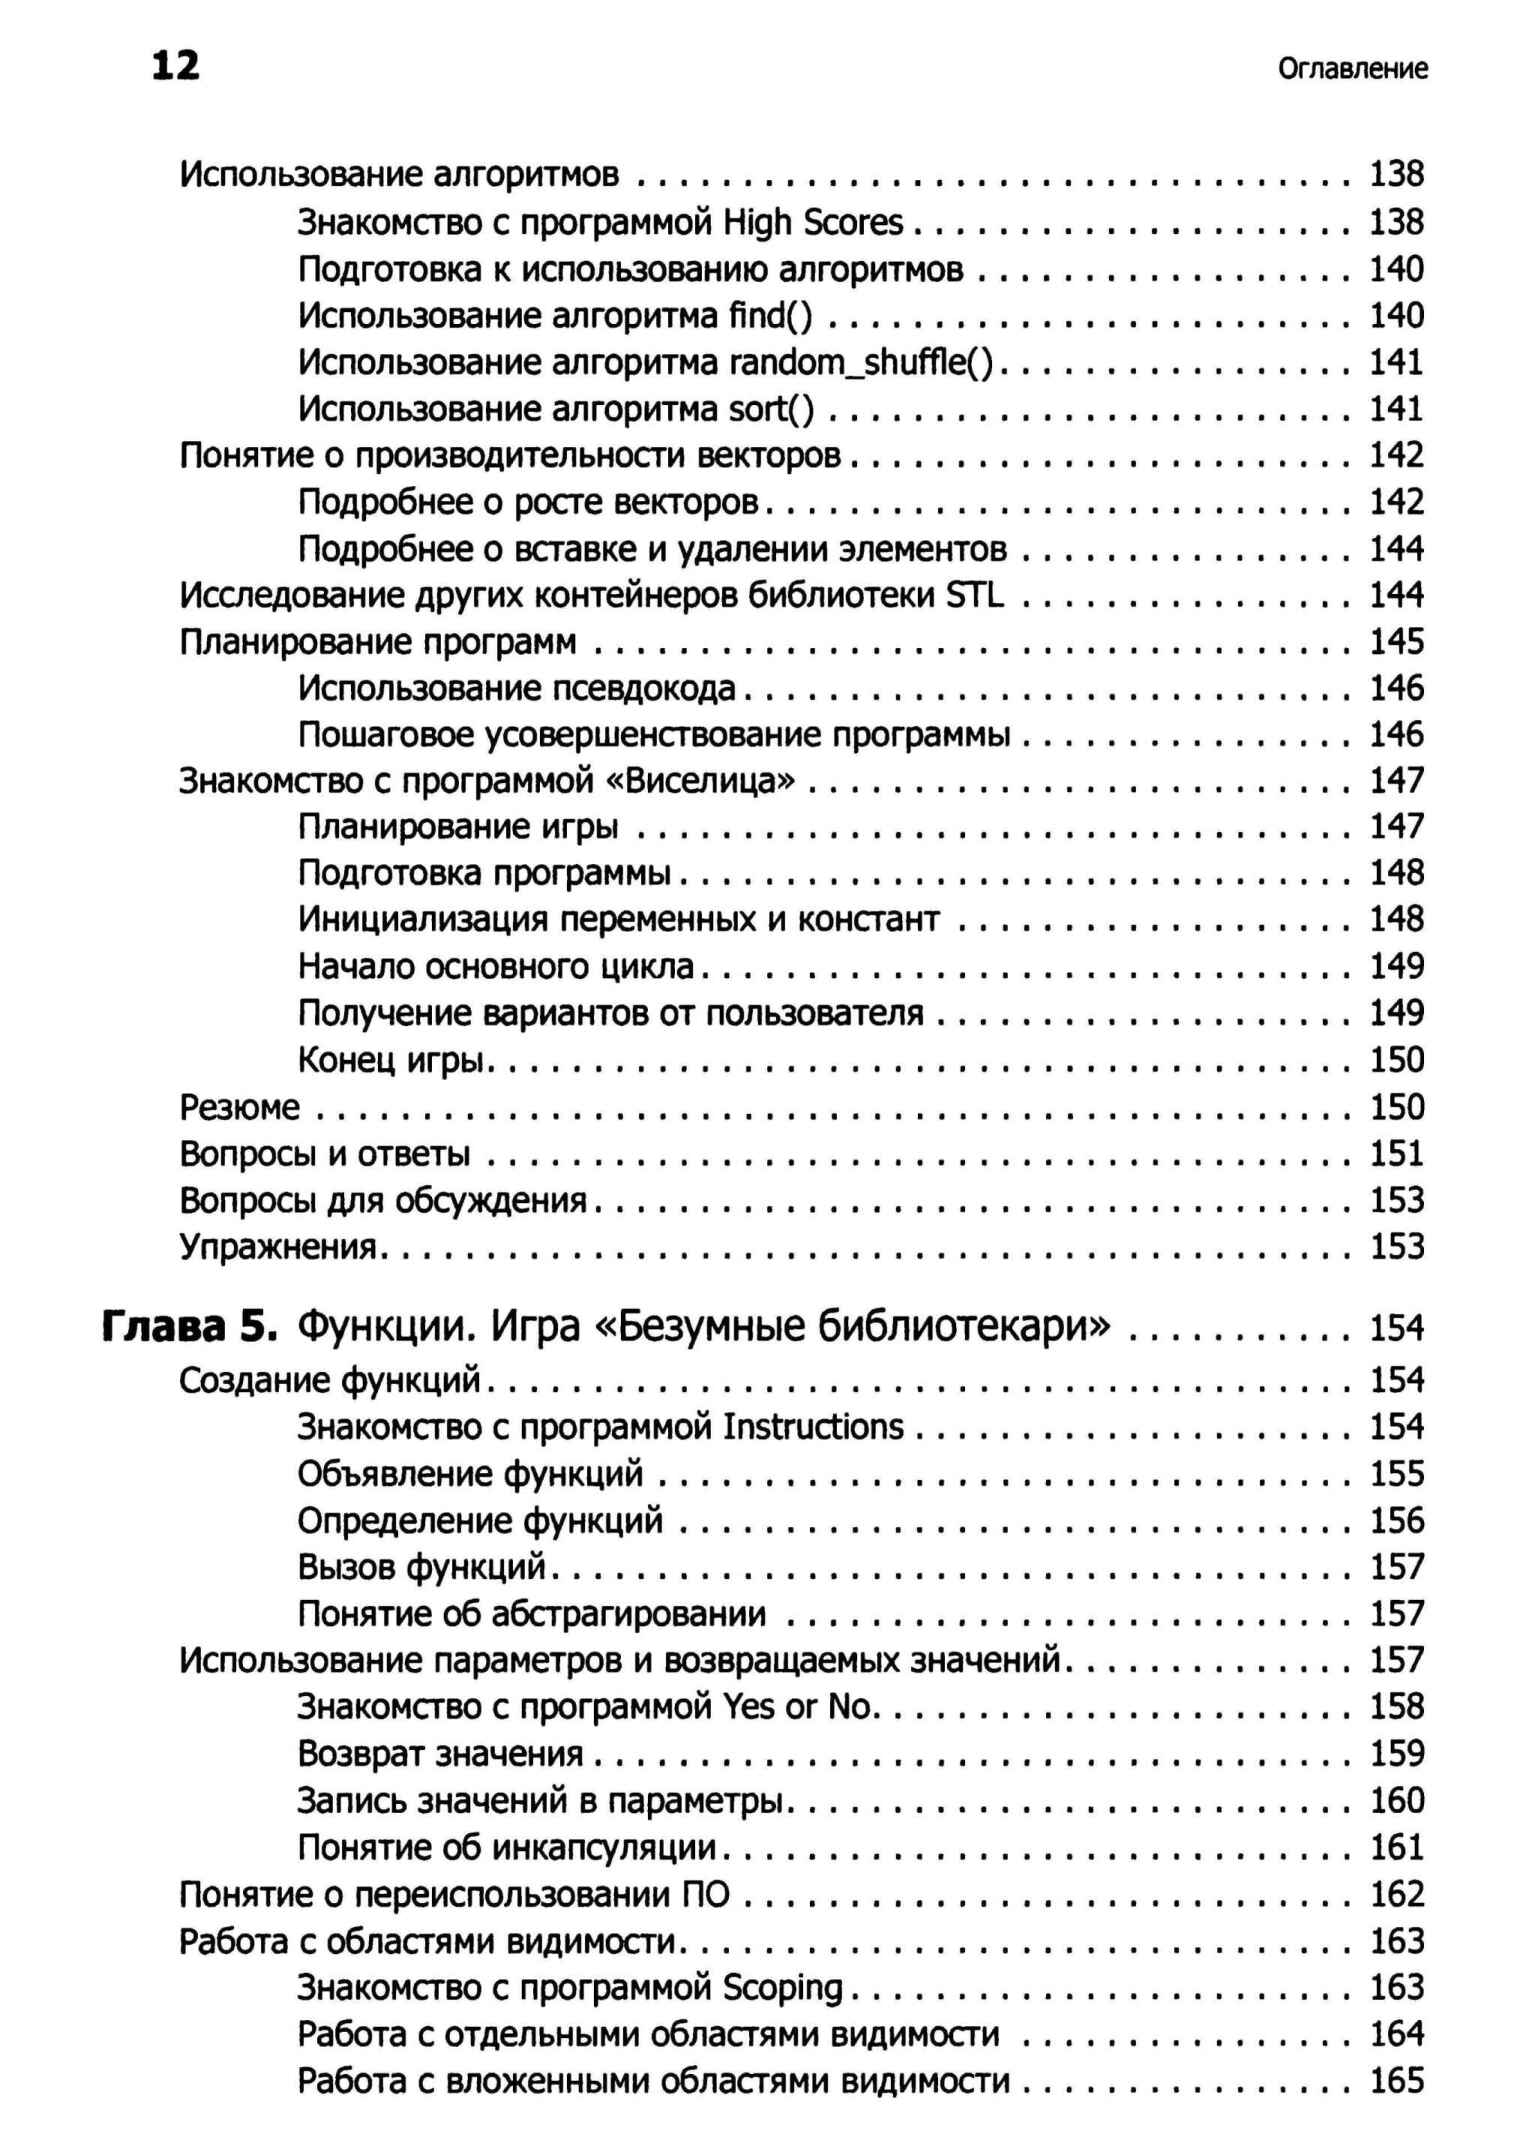 12
Оглавление
Использование алгоритмов . . . . . . . . . . . . . . . . . . . . . . . . . . . . . . . . . . 138
Знакомство с программой High Scores . . . . . . . . . . . . . . . . . . . . . 138
Подготовка к использованию алгоритмов . . . . . . . . . . . . . . . . . . 140
Использование алгоритма find() . . . . . . . . . . . . . . . . . . . . . . . . . 140
Использование алгоритма random_shuffle() . . . . . . . . . . . . . . . . . 141
Использование алгоритма sort() . . . . . . . . . . . . . . . . . . . . . . . . . 141
Понятие о производительности векторов . . . . . . . . . . . . . . . . . . . . . . . . 142
Подробнее о росте векторов . . . . . . . . . . . . . . . . . . . . . . . . . . . . 142
Подробнее о вставке и удалении элементов . . . . . . . . . . . . . . . . 144
Исследование других контейнеров библиотеки STL . . . . . . . . . . . . . . . . 144
Планирование программ . . . . . . . . . . . . . . . . . . . . . . . . . . . . . . . . . . . . 145
Использование псевдокода . . . . . . . . . . . . . . . . . . . . . . . . . . . . . 146
Пошаговое усовершенствование программы . . . . . . . . . . . . . . . . 146
Знакомство с программой «Виселица» . . . . . . . . . . . . . . . . . . . . . . . . . . 147
Планирование игры . . . . . . . . . . . . . . . . . . . . . . . . . . . . . . . . . . 147
Подготовка программы . . . . . . . . . . . . . . . . . . . . . . . . . . . . . . . . 148
Инициализация переменных и констант . . . . . . . . . . . . . . . . . . . 148
Начало основного цикла . . . . . . . . . . . . . . . . . . . . . . . . . . . . . . . 149
Получение вариантов от пользователя . . . . . . . . . . . . . . . . . . . . 149
Конец игры . . . . . . . . . . . . . . . . . . . . . . . . . . . . . . . . . . . . . . . . . 150
Резюме . . . . . . . . . . . . . . . . . . . . . . . . . . . . . . . . . . . . . . . . . . . . . . . . . 150
Вопросы и ответы . . . . . . . . . . . . . . . . . . . . . . . . . . . . . . . . . . . . . . . . . 151
Вопросы для обсуждения . . . . . . . . . . . . . . . . . . . . . . . . . . . . . . . . . . . . 153
Упражнения . . . . . . . . . . . . . . . . . . . . . . . . . . . . . . . . . . . . . . . . . . . . . . 153
Глава 5. Функции. Игра «Безумные библиотекари» . . . . . . . . . . . 154
Создание функций . . . . . . . . . . . . . . . . . . . . . . . . . . . . . . . . . . . . . . . . . 154
Знакомство с программой Instructions . . . . . . . . . . . . . . . . . . . . . 154
Объявление функций . . . . . . . . . . . . . . . . . . . . . . . . . . . . . . . . . 155
Определение функций . . . . . . . . . . . . . . . . . . . . . . . . . . . . . . . . 156
Вызов функций . . . . . . . . . . . . . . . . . . . . . . . . . . . . . . . . . . . . . . 157
Понятие об абстрагировании . . . . . . . . . . . . . . . . . . . . . . . . . . . 157
Использование параметров и возвращаемых значений . . . . . . . . . . . . . . 157
Знакомство с программой Yes or No . . . . . . . . . . . . . . . . . . . . . . . 158
Возврат значения . . . . . . . . . . . . . . . . . . . . . . . . . . . . . . . . . . . . 159
Запись значений в параметры . . . . . . . . . . . . . . . . . . . . . . . . . . . 160
Понятие об инкапсуляции . . . . . . . . . . . . . . . . . . . . . . . . . . . . . . 161
Понятие о переиспользовании ПО . . . . . . . . . . . . . . . . . . . . . . . . . . . . . 162
Работа с областями видимости . . . . . . . . . . . . . . . . . . . . . . . . . . . . . . . . 163
Знакомство с программой Scoping . . . . . . . . . . . . . . . . . . . . . . . . 163
Работа с отдельными областями видимости . . . . . . . . . . . . . . . . 164
Работа с вложенными областями видимости . . . . . . . . . . . . . . . . 165